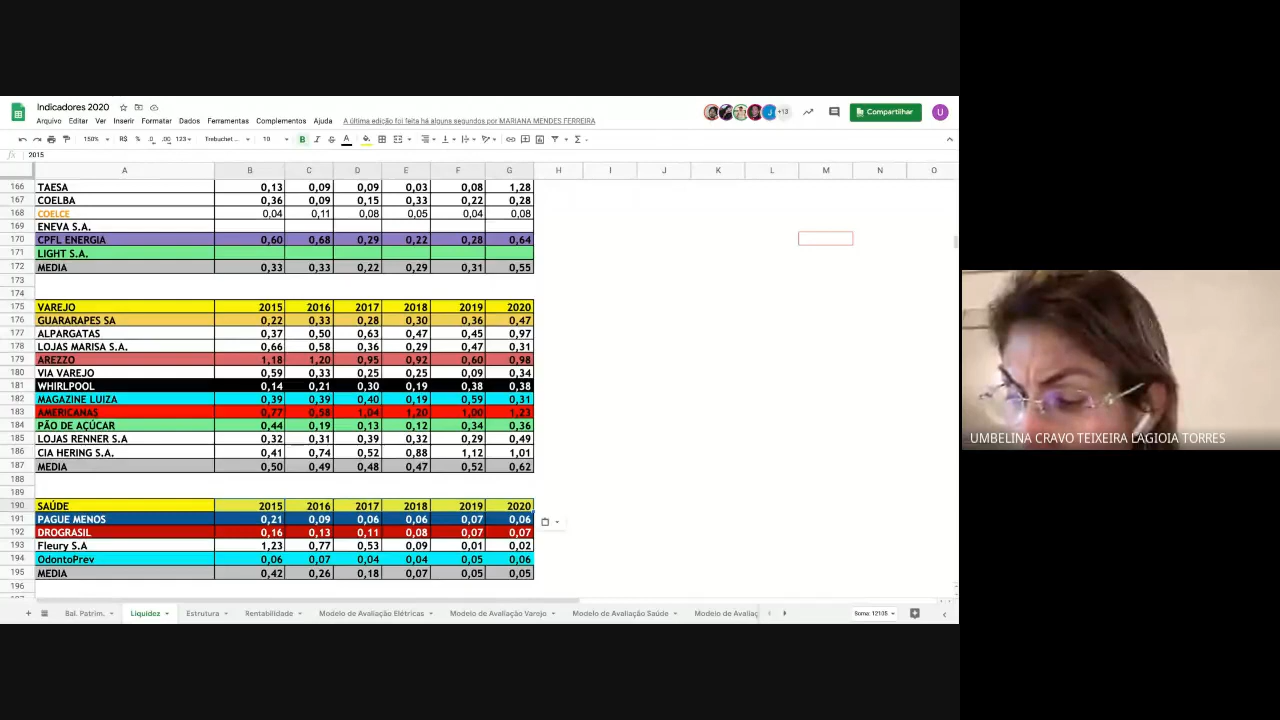 Indicadores 2020
Arquivo Editar Ver Inserir Formatar Dados Ferramentas Complementos Ajuda A última edição foi feita há alguns segundos por MARIANA MENDES FERREIRA
+13 Compartilhar U
150% R$ % .0 .00 123 Trebuchet ... 10 B I S A
fx 2015
A B C D E F G H I J K L M N O
166 TAESA 0,13 0,09 0,09 0,03 0,08 1,28
167 COELBA 0,36 0,09 0,15 0,33 0,22 0,28
168 COELCE 0,04 0,11 0,08 0,05 0,04 0,08
169 ENEVA S.A.
170 CPFL ENERGIA 0,60 0,68 0,29 0,22 0,28 0,64
171 LIGHT S.A.
172 MEDIA 0,33 0,33 0,22 0,29 0,31 0,55
173
174
175 VAREJO 2015 2016 2017 2018 2019 2020
176 GUARARAPES SA 0,22 0,33 0,28 0,30 0,36 0,47
177 ALPARGATAS 0,37 0,50 0,63 0,47 0,45 0,97
178 LOJAS MARISA S.A. 0,66 0,58 0,36 0,29 0,47 0,31
179 AREZZO 1,18 1,20 0,95 0,92 0,60 0,98
180 VIA VAREJO 0,59 0,33 0,25 0,25 0,09 0,34
181 WHIRLPOOL 0,14 0,21 0,30 0,19 0,38 0,38
182 MAGAZINE LUIZA 0,39 0,39 0,40 0,19 0,59 0,31
183 AMERICANAS 0,77 0,58 1,04 1,20 1,00 1,23
184 PÃO DE AÇÚCAR 0,44 0,19 0,13 0,12 0,34 0,36
185 LOJAS RENNER S.A 0,32 0,31 0,39 0,32 0,29 0,49
186 CIA HERING S.A. 0,41 0,74 0,52 0,88 1,12 1,01
187 MEDIA 0,50 0,49 0,48 0,47 0,52 0,62
188
189
190 SAÚDE 2015 2016 2017 2018 2019 2020
191 PAGUE MENOS 0,21 0,09 0,06 0,06 0,07 0,06
192 DROGRASIL 0,16 0,13 0,11 0,08 0,07 0,07
193 Fleury S.A 1,23 0,77 0,53 0,09 0,01 0,02
194 OdontoPrev 0,06 0,07 0,04 0,04 0,05 0,06
195 MEDIA 0,42 0,26 0,18 0,07 0,05 0,05
196
Bal. Patrim. Liquidez Estrutura Rentabilidade Modelo de Avaliação Elétricas Modelo de Avaliação Varejo Modelo de Avaliação Saúde Modelo de Avaliaç Soma: 12105
UMBELINA CRAVO TEIXEIRA LAGIOIA TORRES